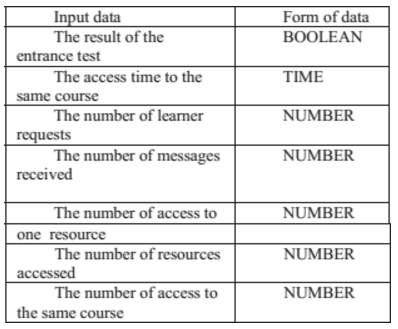 Input data Form of data
The result of the BOOLEAN
entrance test
The access time to the TIME
same course
The number of learner NUMBER
requests
The number of messages NUMBER
received
The number of access to NUMBER
one resource
The number of resources NUMBER
accessed
The number of access to NUMBER
the same course